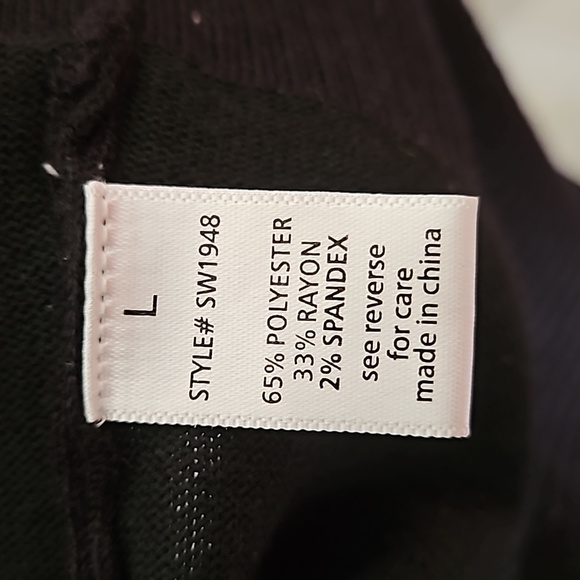 L
STYLE# SW1948
65% POLYESTER
33% RAYON
2% SPANDEX
see reverse
for care
made in china